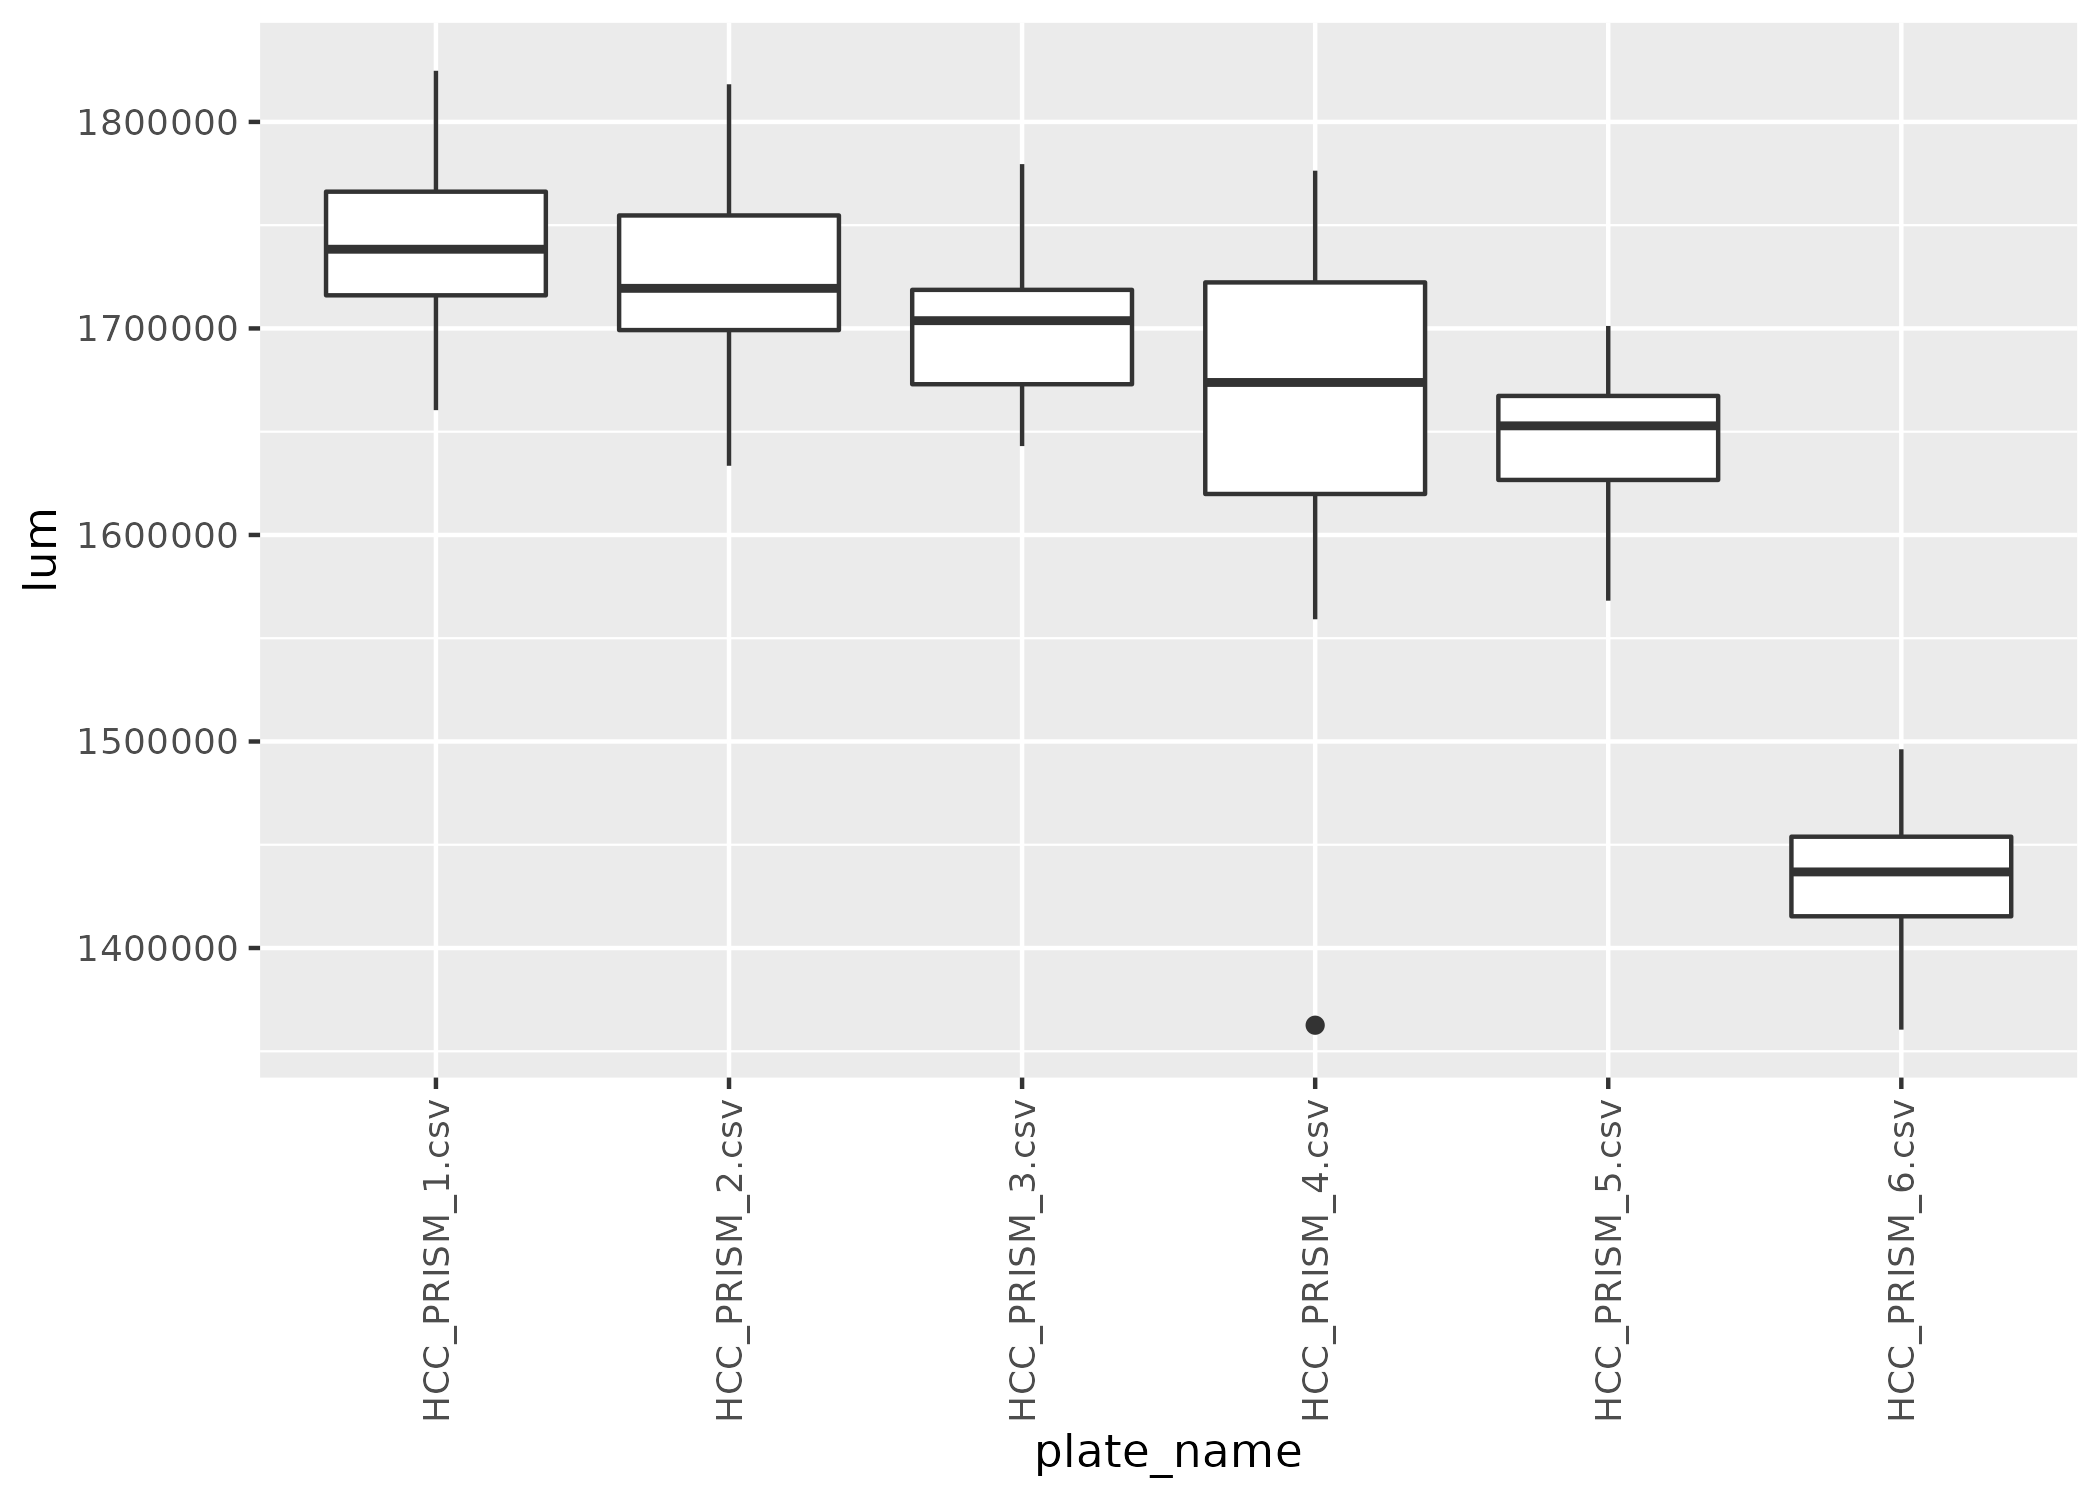 lum
1800000
1700000
1600000
1500000
1400000
HCC_PRISM_1.csv
HCC_PRISM_2.csv
HCC_PRISM_3.csv
HCC_PRISM_4.csv
HCC_PRISM_5.csv
HCC_PRISM_6.csv
plate_name